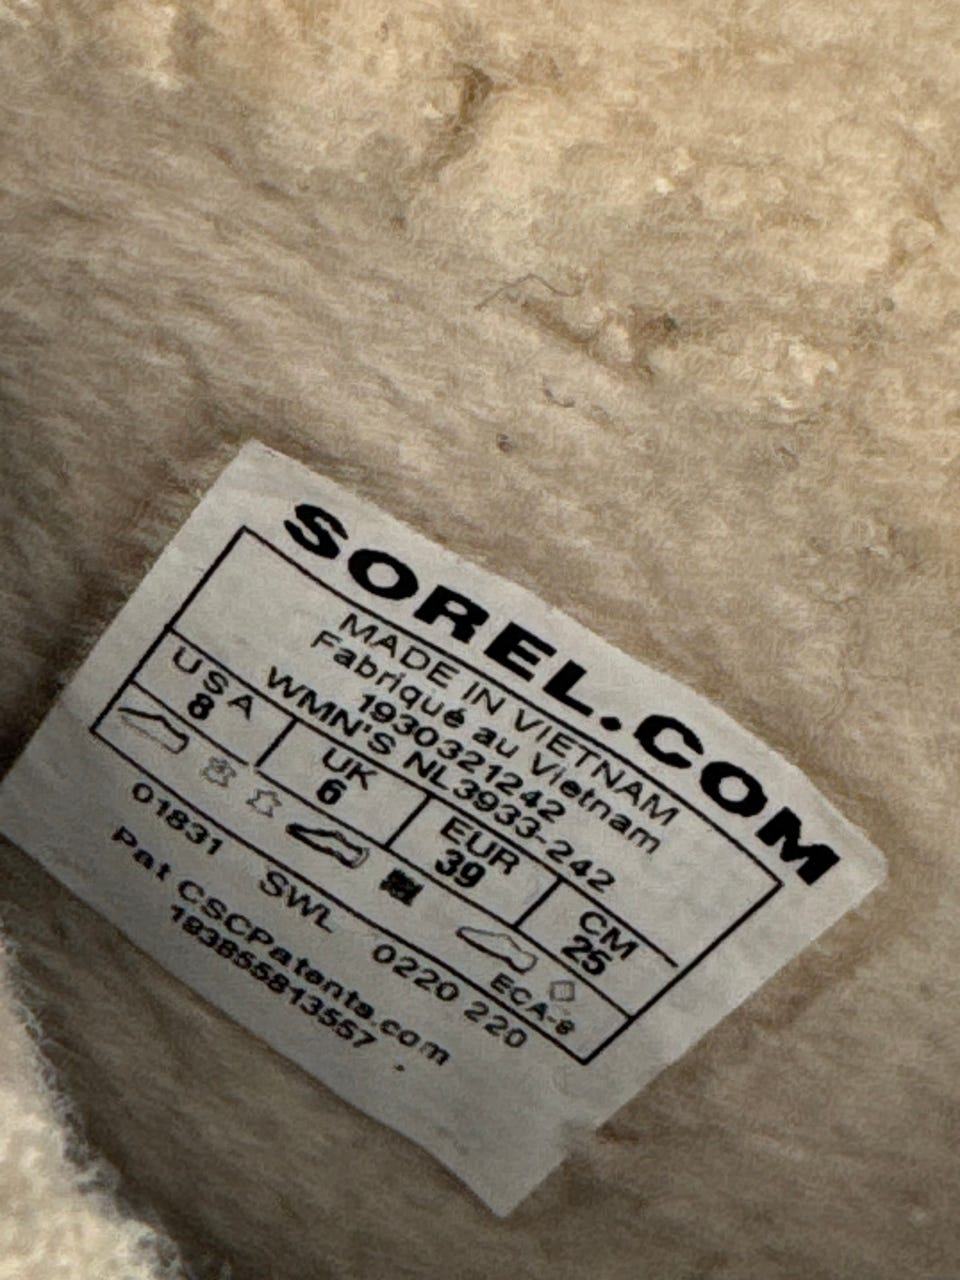 SOREL.COM
MADE IN VIETNAM
Fabriqué au Vietnam
1930321242
WMN'S NL3933-242
USA 8 UK 6 EUR 39 CM 25
ECA-8
01831 SWL 0220 220
Pat CSCPatents.com
193855813557